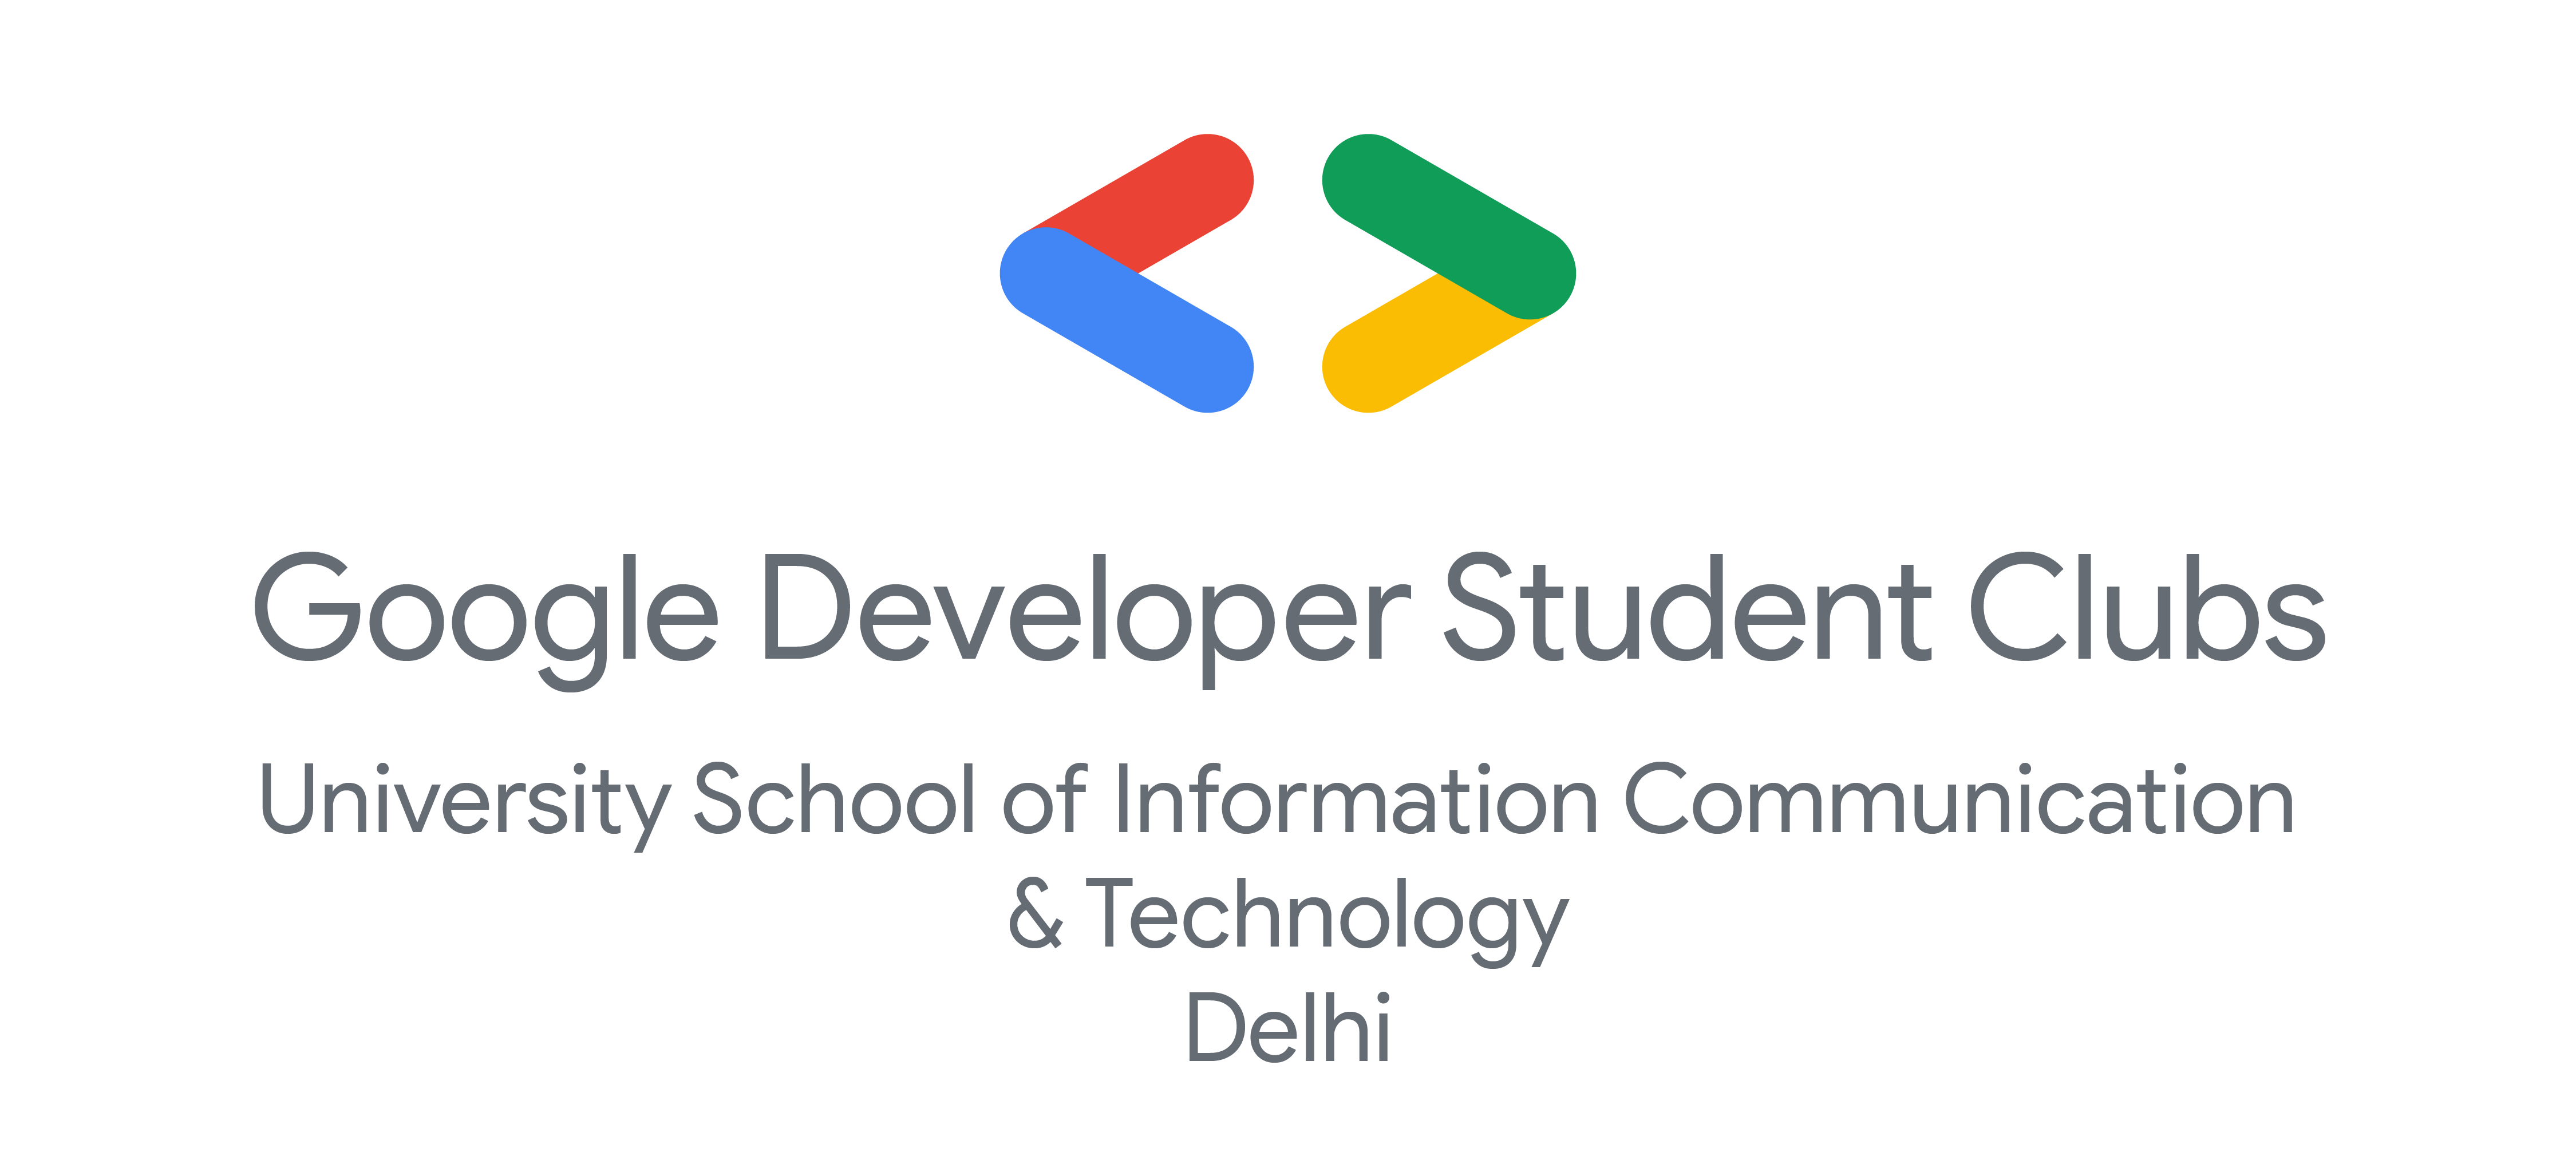 Google Developer Student Clubs
University School of Information Communication
& Technology
Delhi